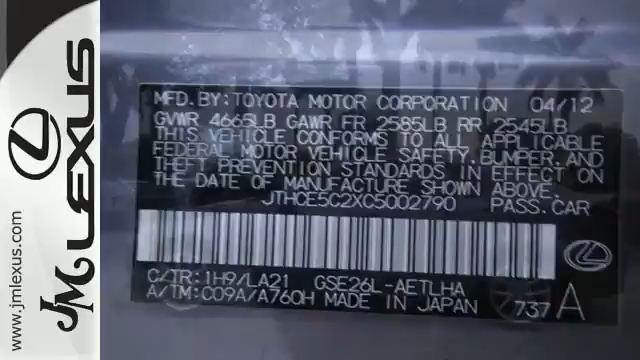 www.jmlexus.com
JM LEXUS
MFD.BY:TOYOTA MOTOR CORPORATION 04/12
GVWR 4665LB GAWR FR 2585LB RR 2545LB
THIS VEHICLE CONFORMS TO ALL APPLICABLE
FEDERAL MOTOR VEHICLE SAFETY,BUMPER,AND
THEFT PREVENTION STANDARDS IN EFFECT ON
THE DATE OF MANUFACTURE SHOWN ABOVE.
JTHCE5C2XC5002790 PASS.CAR
C/TR:1H9/LA21 GSE26L-AETLHA
A/TM:C09A/A760H MADE IN JAPAN 737 A